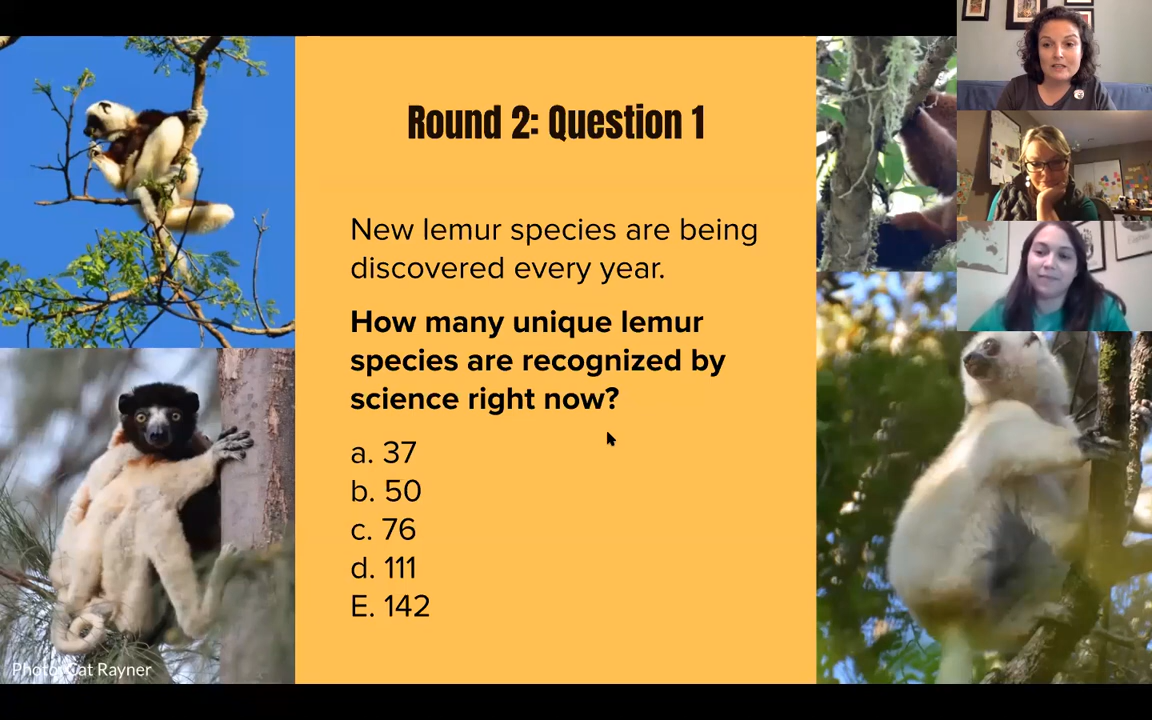 Round 2: Question 1
New lemur species are being
discovered every year.
How many unique lemur
species are recognized by
science right now?
a. 37
b. 50
c. 76
d. 111
E. 142
Photo: Cat Rayner